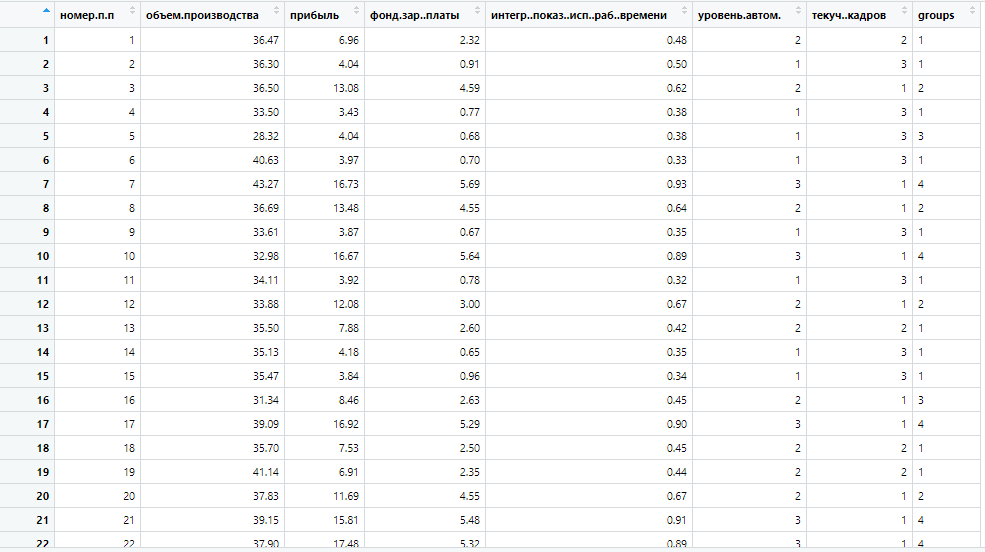 номер.п.п объем.производства прибыль фонд.зар..платы интегр..показ..исп..раб..времени уровень.автом. текуч..кадров groups
1 1 36.47 6.96 2.32 0.48 2 2 1
2 2 36.30 4.04 0.91 0.50 1 3 1
3 3 36.50 13.08 4.59 0.62 2 1 2
4 4 33.50 3.43 0.77 0.38 1 3 1
5 5 28.32 4.04 0.68 0.38 1 3 3
6 6 40.63 3.97 0.70 0.33 1 3 1
7 7 43.27 16.73 5.69 0.93 3 1 4
8 8 36.69 13.48 4.55 0.64 2 1 2
9 9 33.61 3.87 0.67 0.35 1 3 1
10 10 32.98 16.67 5.64 0.89 3 1 4
11 11 34.11 3.92 0.78 0.32 1 3 1
12 12 33.88 12.08 3.00 0.67 2 1 2
13 13 35.50 7.88 2.60 0.42 2 2 1
14 14 35.13 4.18 0.65 0.35 1 3 1
15 15 35.47 3.84 0.96 0.34 1 3 1
16 16 31.34 8.46 2.63 0.45 2 1 3
17 17 39.09 16.92 5.29 0.90 3 1 4
18 18 35.70 7.53 2.50 0.45 2 2 1
19 19 41.14 6.91 2.35 0.44 2 2 1
20 20 37.83 11.69 4.55 0.67 2 1 2
21 21 39.15 15.81 5.48 0.91 3 1 4
22 22 37.90 17.48 5.32 0.89 3 1 4